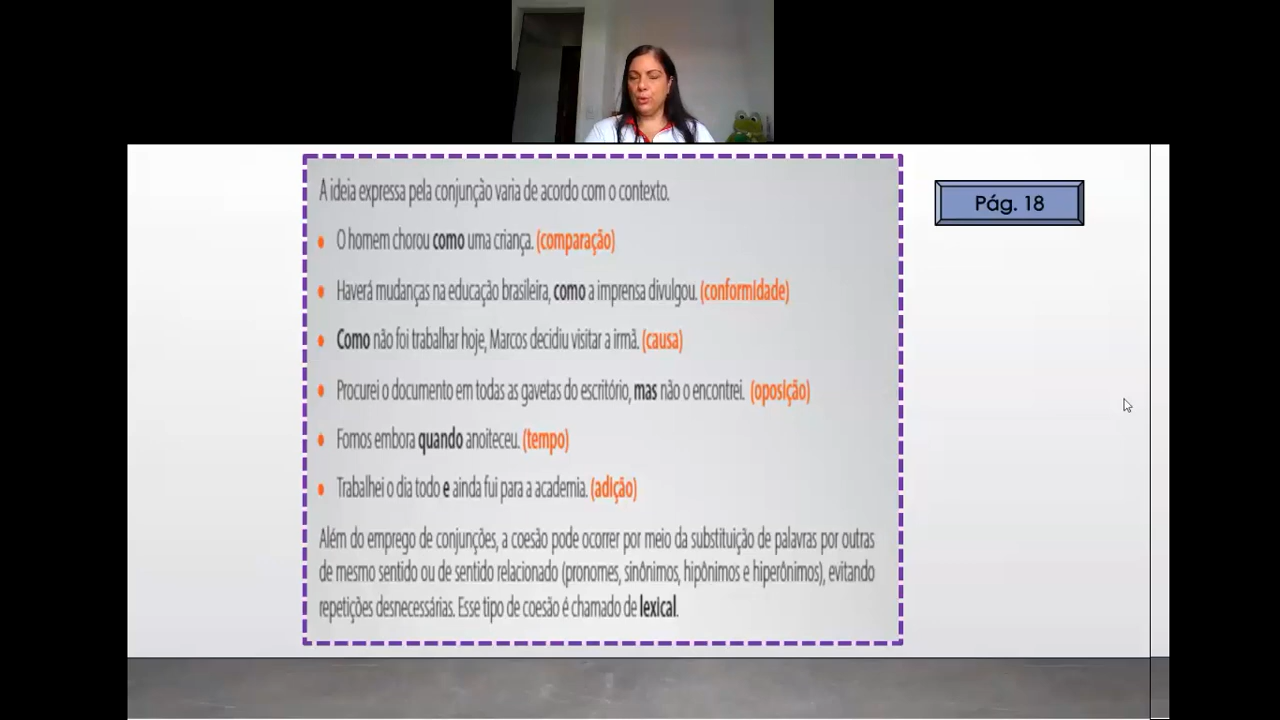 A ideia expressa pela conjunção varia de acordo com o contexto.
Pág. 18
• O homem chorou como uma criança. (comparação)
• Haverá mudanças na educação brasileira, como a imprensa divulgou. (conformidade)
• Como não foi trabalhar hoje, Marcos decidiu visitar a irmã. (causa)
• Procurei o documento em todas as gavetas do escritório, mas não o encontrei. (oposição)
• Fomos embora quando anoiteceu. (tempo)
• Trabalhei o dia todo e ainda fui para a academia. (adição)
Além do emprego de conjunções, a coesão pode ocorrer por meio da substituição de palavras por outras
de mesmo sentido ou de sentido relacionado (pronomes, sinônimos, hipônimos e hiperônimos), evitando
repetições desnecessárias. Esse tipo de coesão é chamado de lexical.